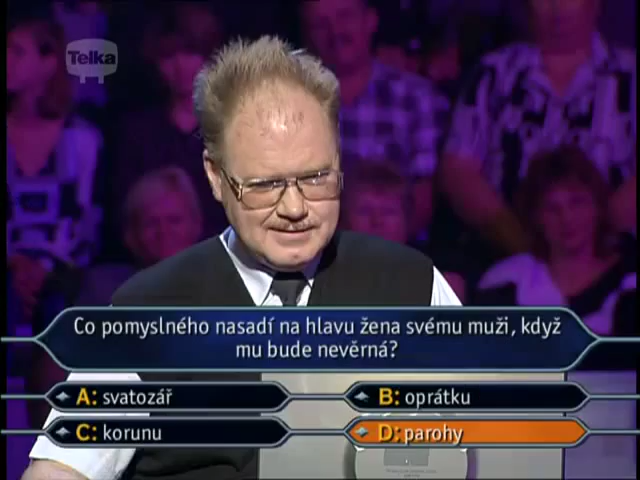 Telka
Co pomyslného nasadí na hlavu žena svému muži, když
mu bude nevěrná?
A: svatozář
B: oprátku
C: korunu
D: parohy